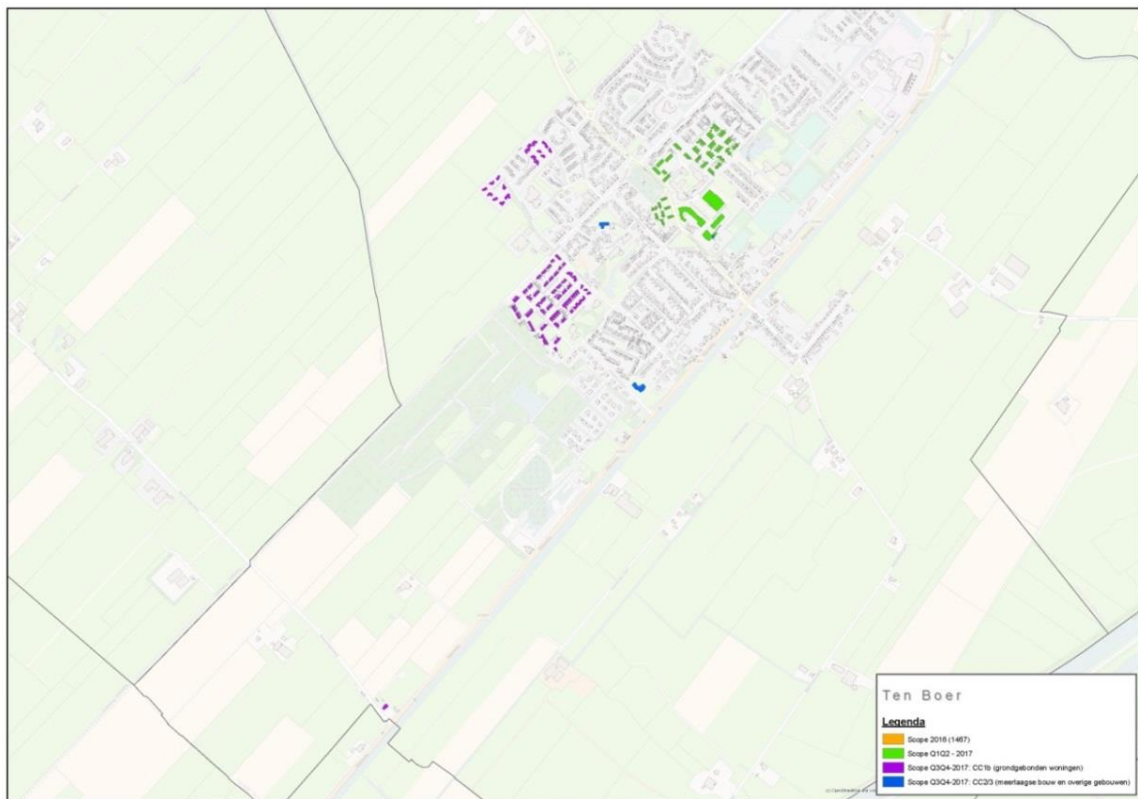 Ten Boer
Legenda
Scope 2016 (1467)
Scope Q1Q2 - 2017
Scope Q3Q4-2017: CC1b (grondgebonden woningen)
Scope Q3Q4-2017: CC2/3 (meerlaagse bouw en overige gebouwen)